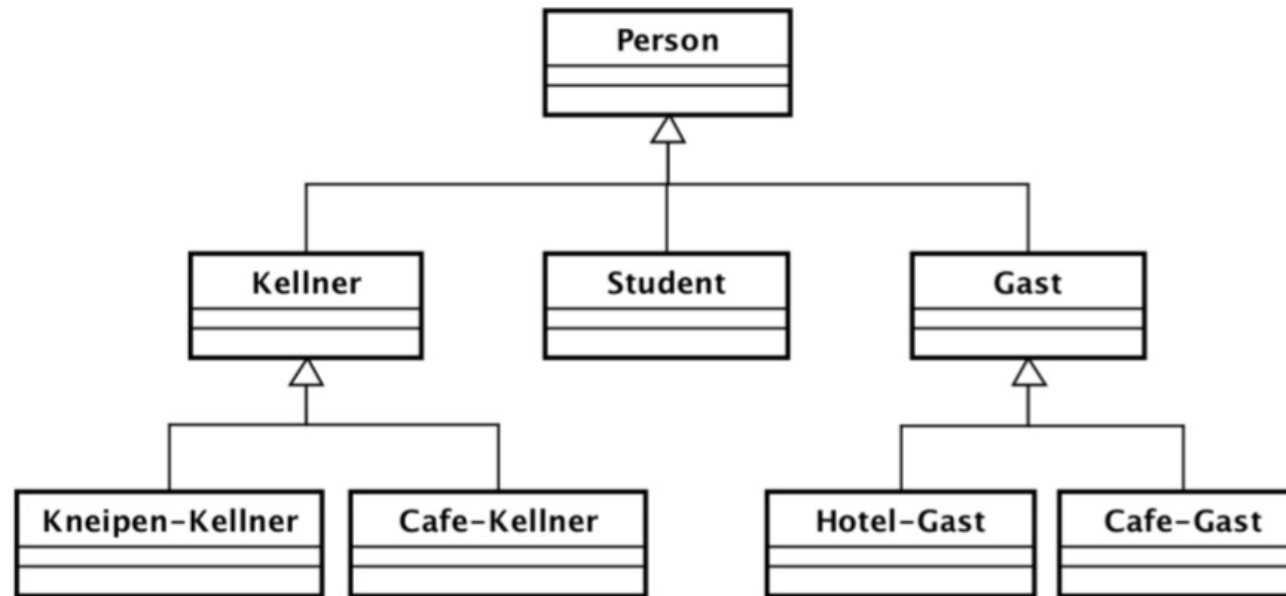 Person
Kellner
Student
Gast
Kneipen-Kellner
Cafe-Kellner
Hotel-Gast
Cafe-Gast